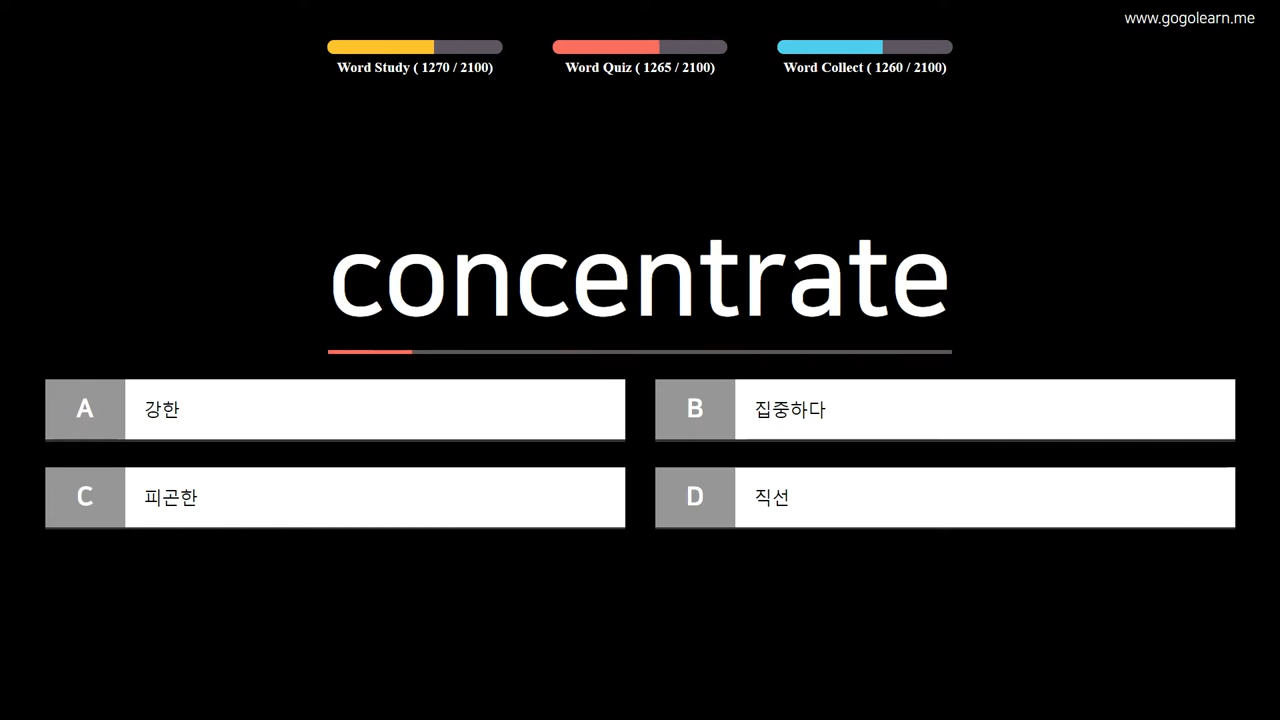 www.gogolearn.me
Word Study ( 1270 / 2100)
Word Quiz ( 1265 / 2100)
Word Collect ( 1260 / 2100)
concentrate
A 강한
B 집중하다
C 피곤한
D 직선